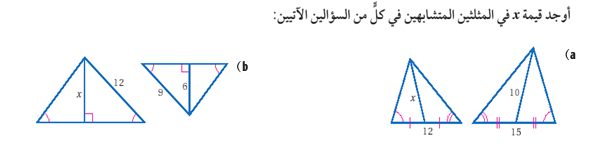 أوجد قيمة x في المثلثين المتشابهين في كلٍّ من السؤالين الآتيين:
(a
10
15
x
12
(b
6
9
12
x